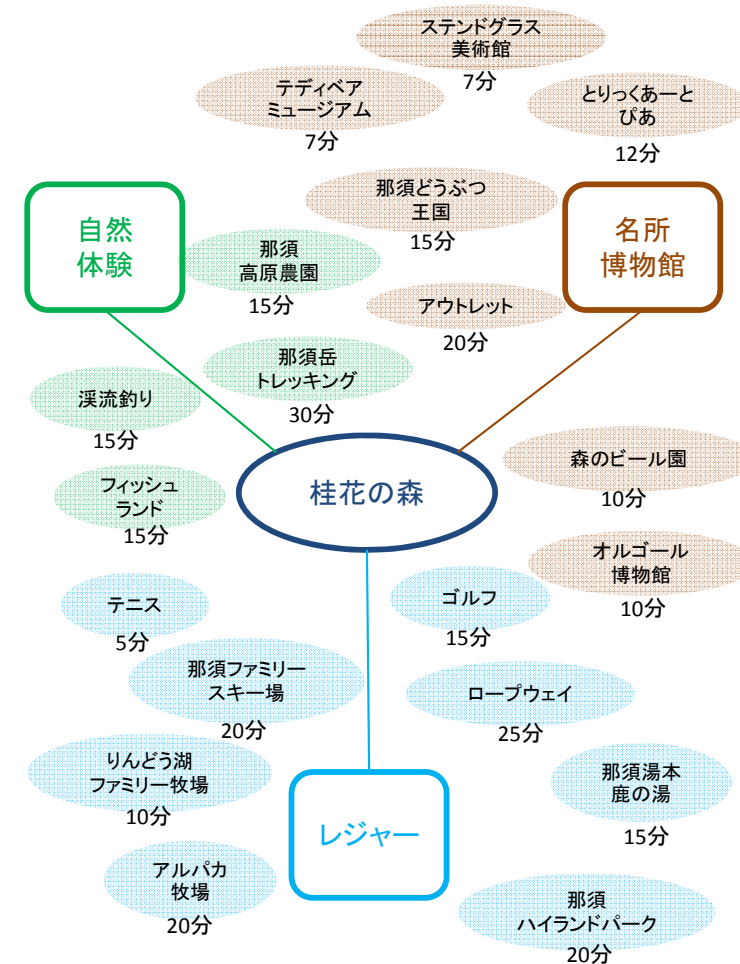 ステンドグラス
美術館
7分
テディベア
ミュージアム
7分
とりっくあーと
ぴあ
12分
那須どうぶつ
王国
15分
自然
体験
名所
博物館
那須
高原農園
15分
アウトレット
20分
那須岳
トレッキング
30分
渓流釣り
15分
桂花の森
森のビール園
10分
フィッシュ
ランド
15分
オルゴール
博物館
10分
テニス
5分
ゴルフ
15分
那須ファミリー
スキー場
20分
ロープウェイ
25分
りんどう湖
ファミリー牧場
10分
那須湯本
鹿の湯
15分
レジャー
アルパカ
牧場
20分
那須
ハイランドパーク
20分